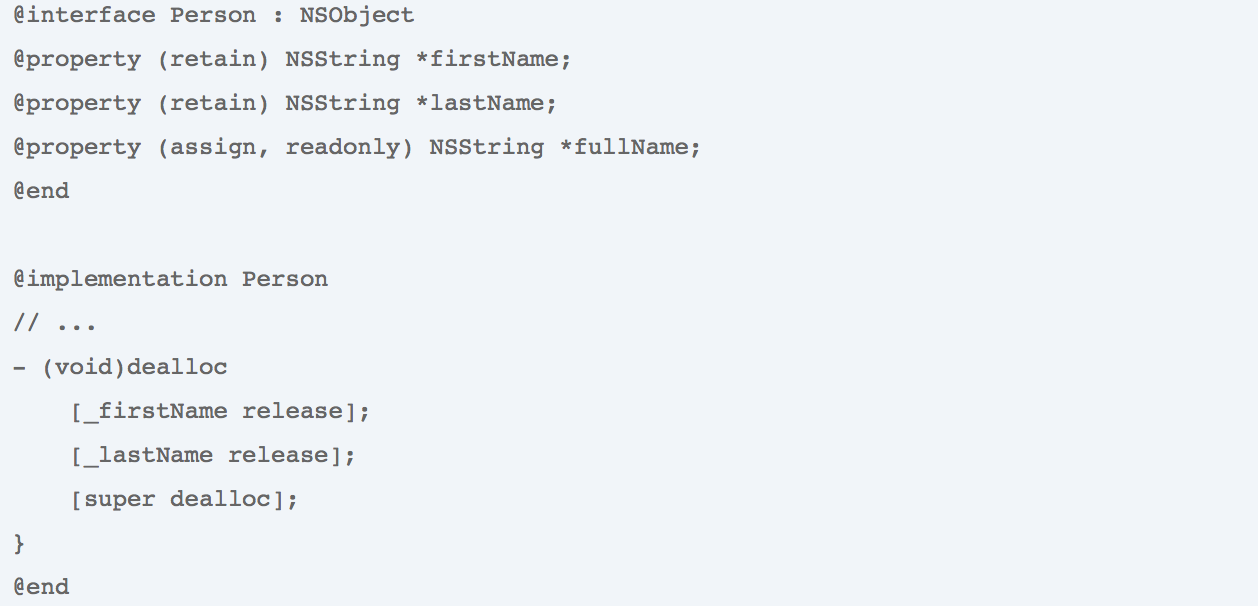 @interface Person : NSObject
@property (retain) NSString *firstName;
@property (retain) NSString *lastName;
@property (assign, readonly) NSString *fullName;
@end

@implementation Person
// ...
- (void)dealloc
    [_firstName release];
    [_lastName release];
    [super dealloc];
}
@end